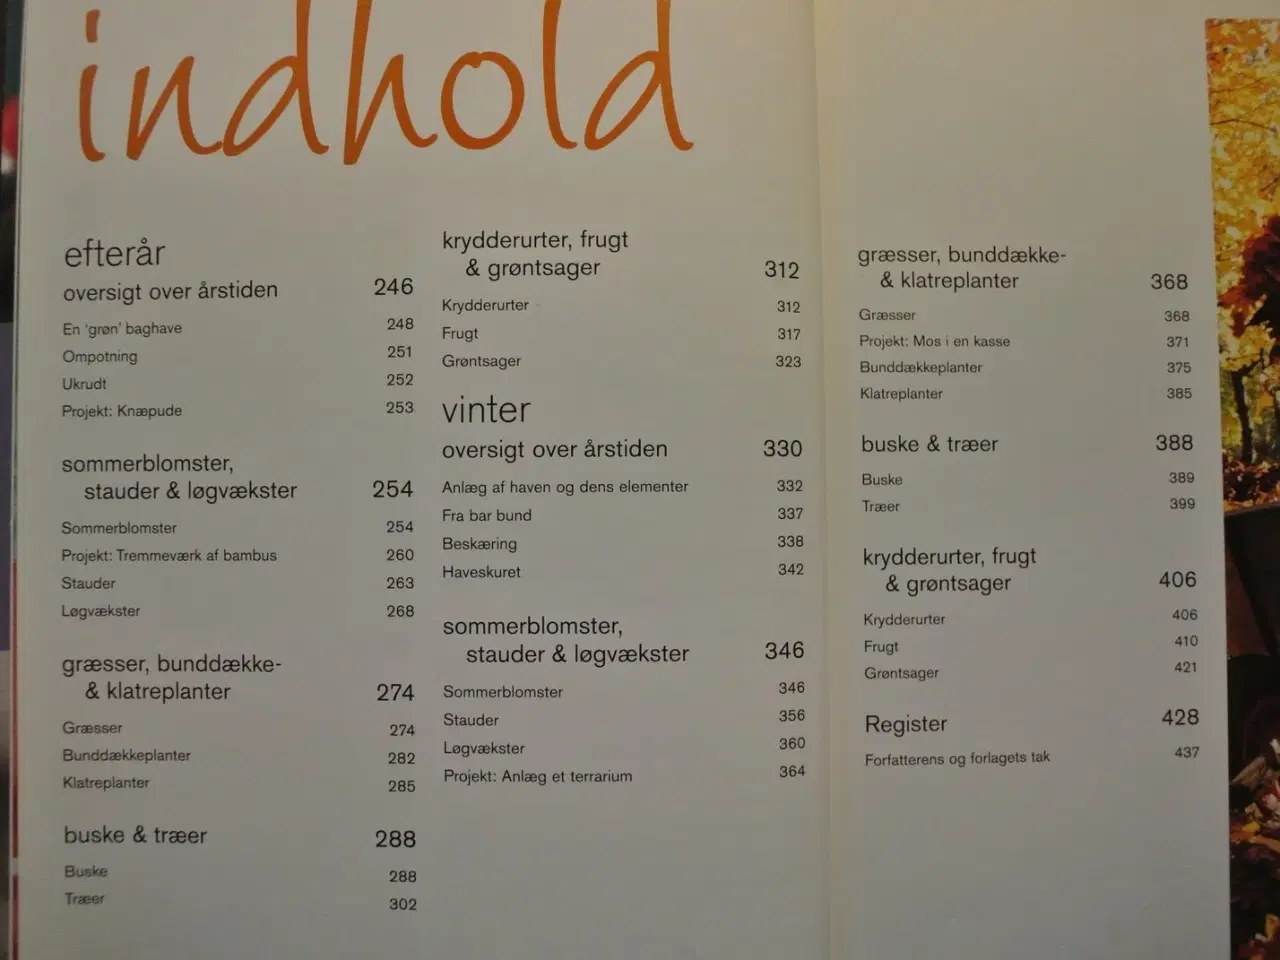 indhold
efterår
oversigt over årstiden 246
En ‘grøn’ baghave 248
Ompotning 251
Ukrudt 252
Projekt: Knæpude 253
sommerblomster,
stauder & løgvækster 254
Sommerblomster 254
Projekt: Tremmeværk af bambus 260
Stauder 263
Løgvækster 268
græsser, bunddække-
& klatreplanter 274
Græsser 274
Bunddækkeplanter 282
Klatreplanter 285
buske & træer 288
Buske 288
Træer 302
krydderurter, frugt
& grøntsager 312
Krydderurter 312
Frugt 317
Grøntsager 323
vinter
oversigt over årstiden 330
Anlæg af haven og dens elementer 332
Fra bar bund 337
Beskæring 338
Haveskuret 342
sommerblomster,
stauder & løgvækster 346
Sommerblomster 346
Stauder 356
Løgvækster 360
Projekt: Anlæg et terrarium 364
græsser, bunddække-
& klatreplanter 368
Græsser 368
Projekt: Mos i en kasse 371
Bunddækkeplanter 375
Klatreplanter 385
buske & træer 388
Buske 389
Træer 399
krydderurter, frugt
& grøntsager 406
Krydderurter 406
Frugt 410
Grøntsager 421
Register 428
Forfatterens og forlagets tak 437